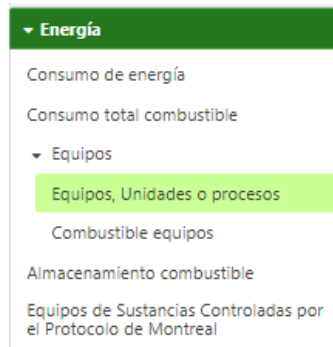 Energía
Consumo de energía
Consumo total combustible
Equipos
Equipos, Unidades o procesos
Combustible equipos
Almacenamiento combustible
Equipos de Sustancias Controladas por
el Protocolo de Montreal